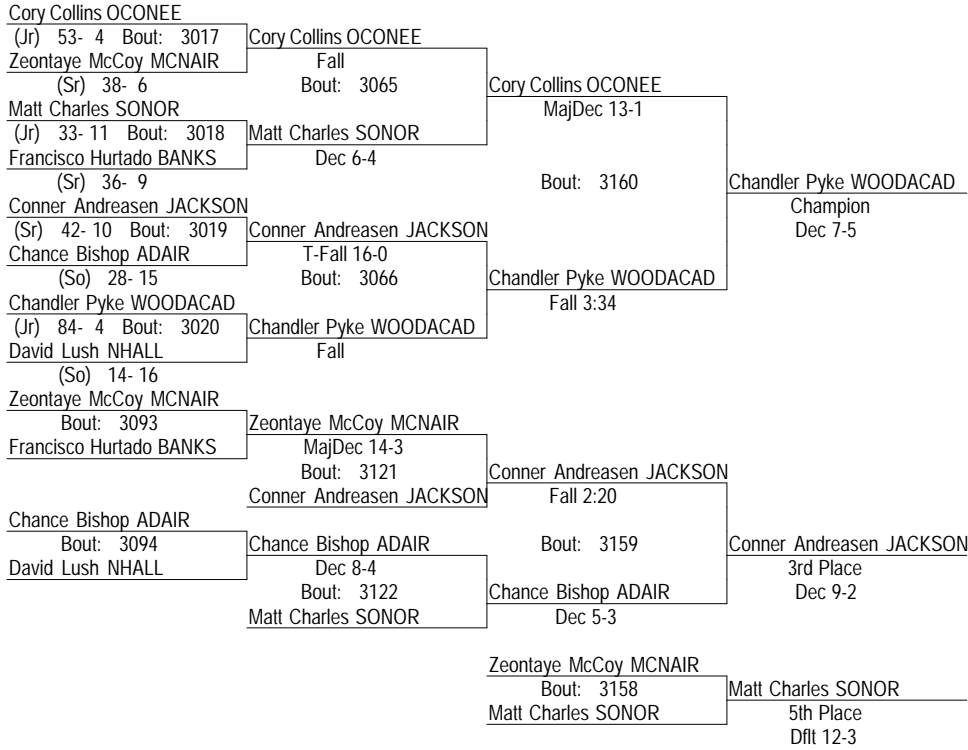 Cory Collins OCONEE
(Jr) 53- 4 Bout: 3017 Cory Collins OCONEE
Zeontaye McCoy MCNAIR Fall
(Sr) 38- 6 Bout: 3065 Cory Collins OCONEE
Matt Charles SONOR MajDec 13-1
(Jr) 33- 11 Bout: 3018 Matt Charles SONOR
Francisco Hurtado BANKS Dec 6-4
(Sr) 36- 9 Bout: 3160 Chandler Pyke WOODACAD
Conner Andreasen JACKSON Champion
(Sr) 42- 10 Bout: 3019 Conner Andreasen JACKSON Dec 7-5
Chance Bishop ADAIR T-Fall 16-0
(So) 28- 15 Bout: 3066 Chandler Pyke WOODACAD
Chandler Pyke WOODACAD Fall 3:34
(Jr) 84- 4 Bout: 3020 Chandler Pyke WOODACAD
David Lush NHALL Fall
(So) 14- 16
Zeontaye McCoy MCNAIR
Bout: 3093 Zeontaye McCoy MCNAIR
Francisco Hurtado BANKS MajDec 14-3
Bout: 3121 Conner Andreasen JACKSON
Conner Andreasen JACKSON Fall 2:20
Chance Bishop ADAIR
Bout: 3094 Chance Bishop ADAIR Bout: 3159 Conner Andreasen JACKSON
David Lush NHALL Dec 8-4 3rd Place
Bout: 3122 Chance Bishop ADAIR Dec 9-2
Matt Charles SONOR Dec 5-3
Zeontaye McCoy MCNAIR
Bout: 3158 Matt Charles SONOR
Matt Charles SONOR 5th Place
Dflt 12-3